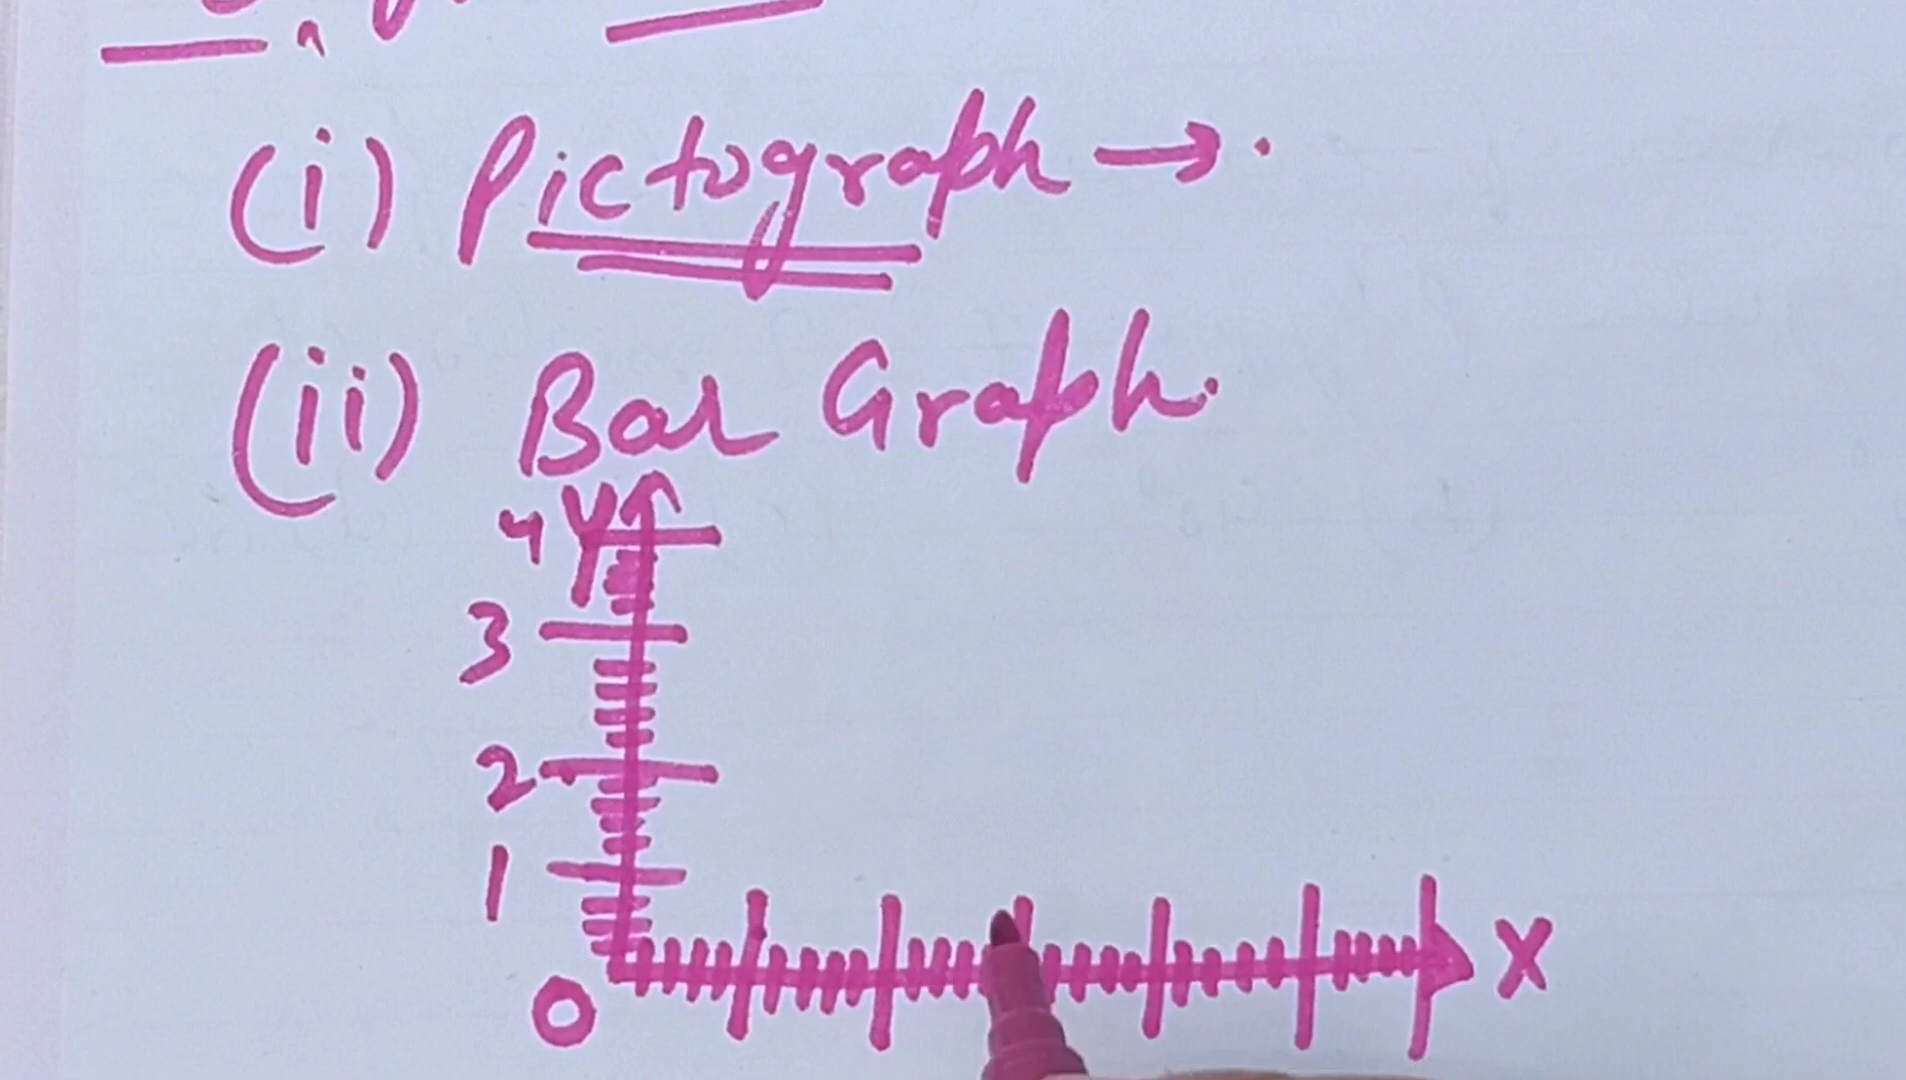 (i) Pictograph → .
(ii) Bar Graph.
4 Y
3
2
1
0 X